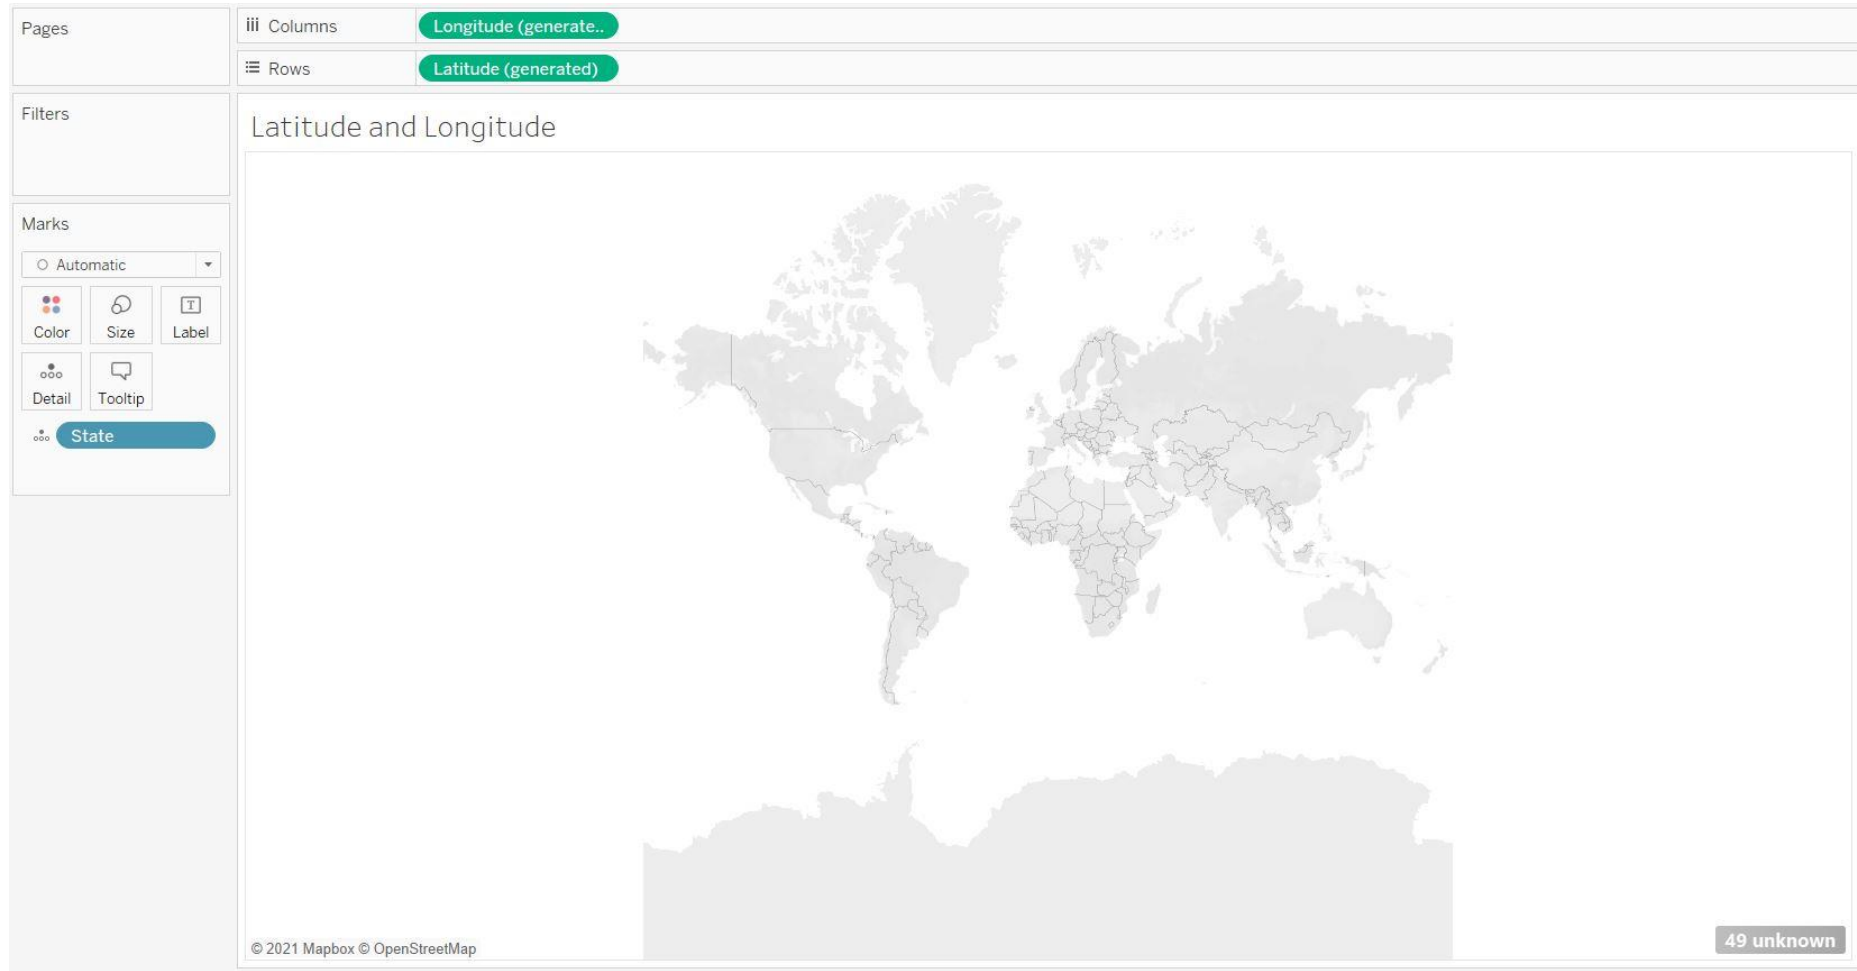 Pages
Columns
Longitude (generate..
Rows
Latitude (generated)
Filters
Latitude and Longitude
Marks
Automatic
Color
Size
T
Label
Detail
Tooltip
State
© 2021 Mapbox © OpenStreetMap
49 unknown